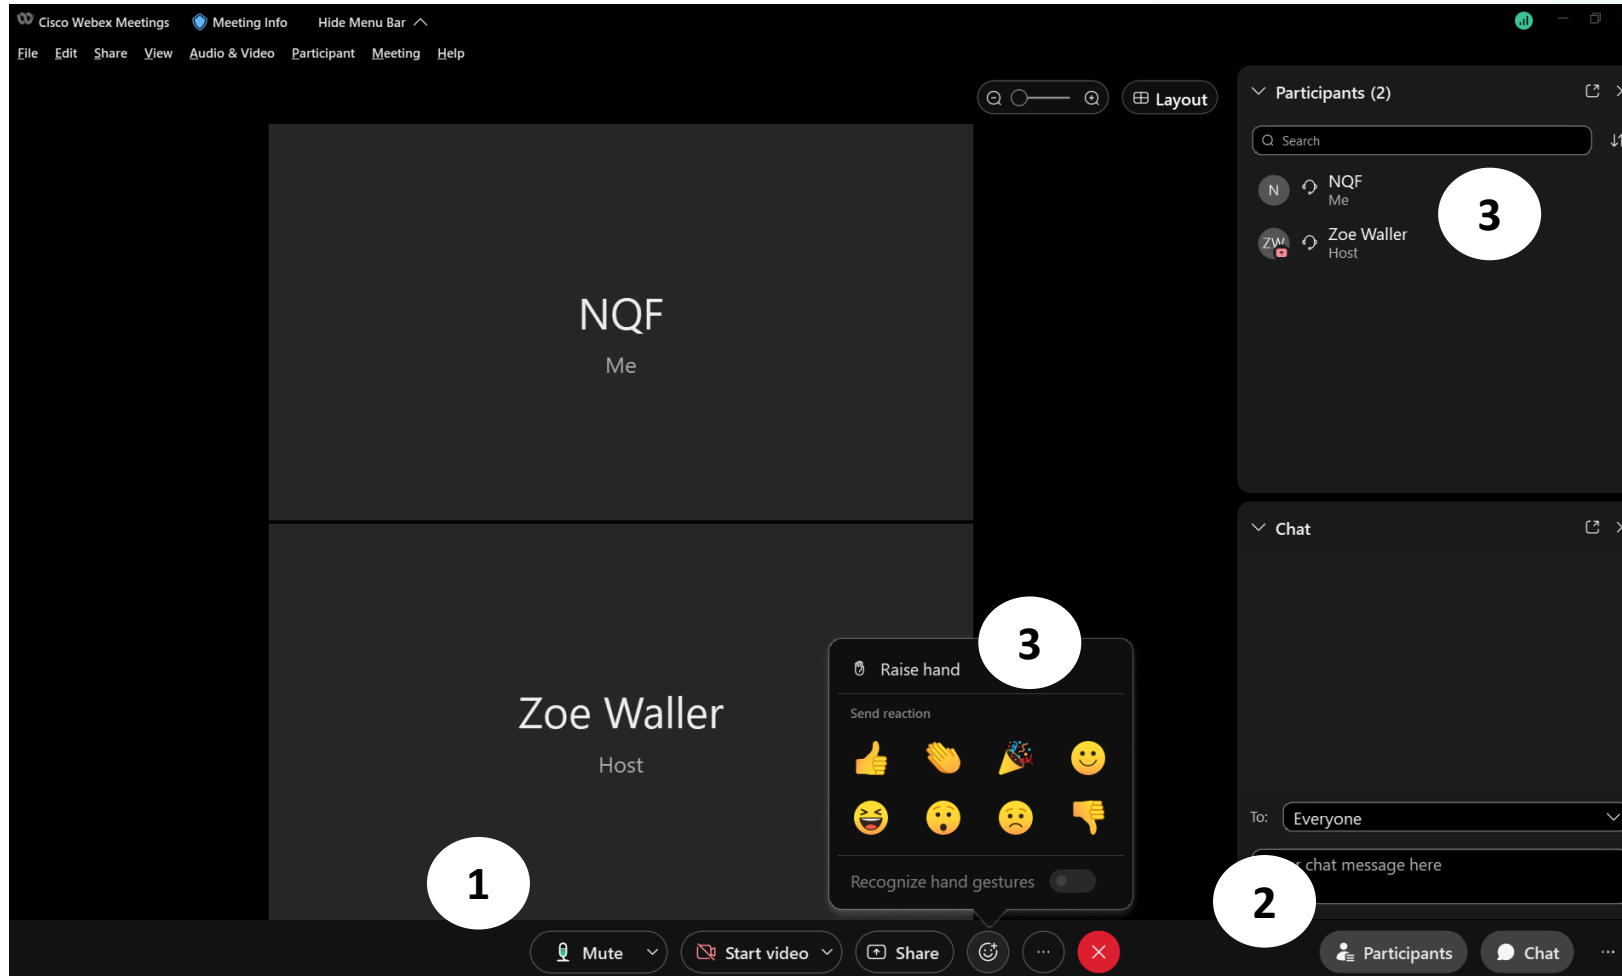 Cisco Webex Meetings Meeting Info Hide Menu Bar
File Edit Share View Audio & Video Participant Meeting Help
Layout
Participants (2)
Search
N NQF
Me
3
ZW Zoe Waller
Host
NQF
Me
Chat
Zoe Waller
Host
3
Raise hand
Send reaction
Recognize hand gestures
To: Everyone
chat message here
1
2
Mute Start video Share
Participants Chat